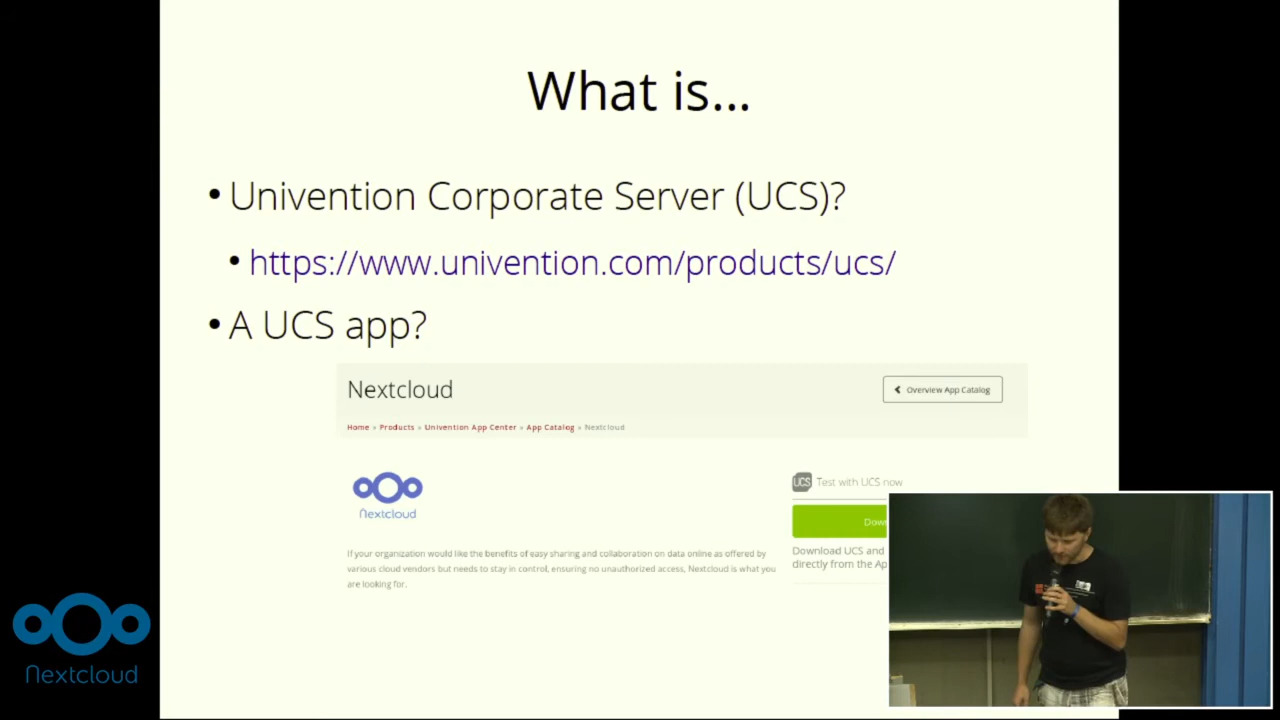 What is...
• Univention Corporate Server (UCS)?
• https://www.univention.com/products/ucs/
• A UCS app?
Nextcloud
Overview App Catalog
Home » Products » Univention App Center » App Catalog » Nextcloud
Nextcloud
UCS Test with UCS now
If your organization would like the benefits of easy sharing and collaboration on data online as offered by
various cloud vendors but needs to stay in control, ensuring no unauthorized access, Nextcloud is what you
are looking for.
Dow
Download UCS and
directly from the Ap
Nextcloud